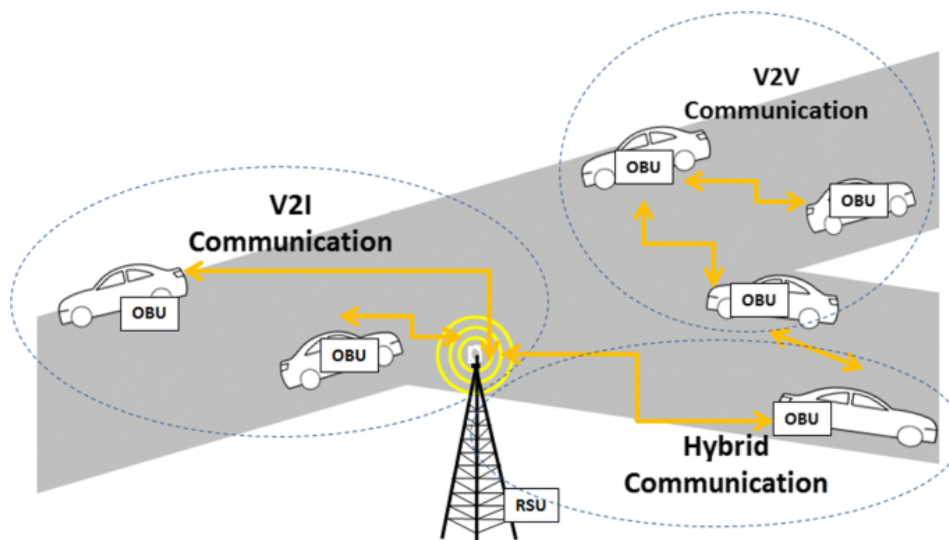 V2V
Communication
OBU
OBU
V2I
Communication
OBU
OBU
OBU
OBU
Hybrid
Communication
RSU